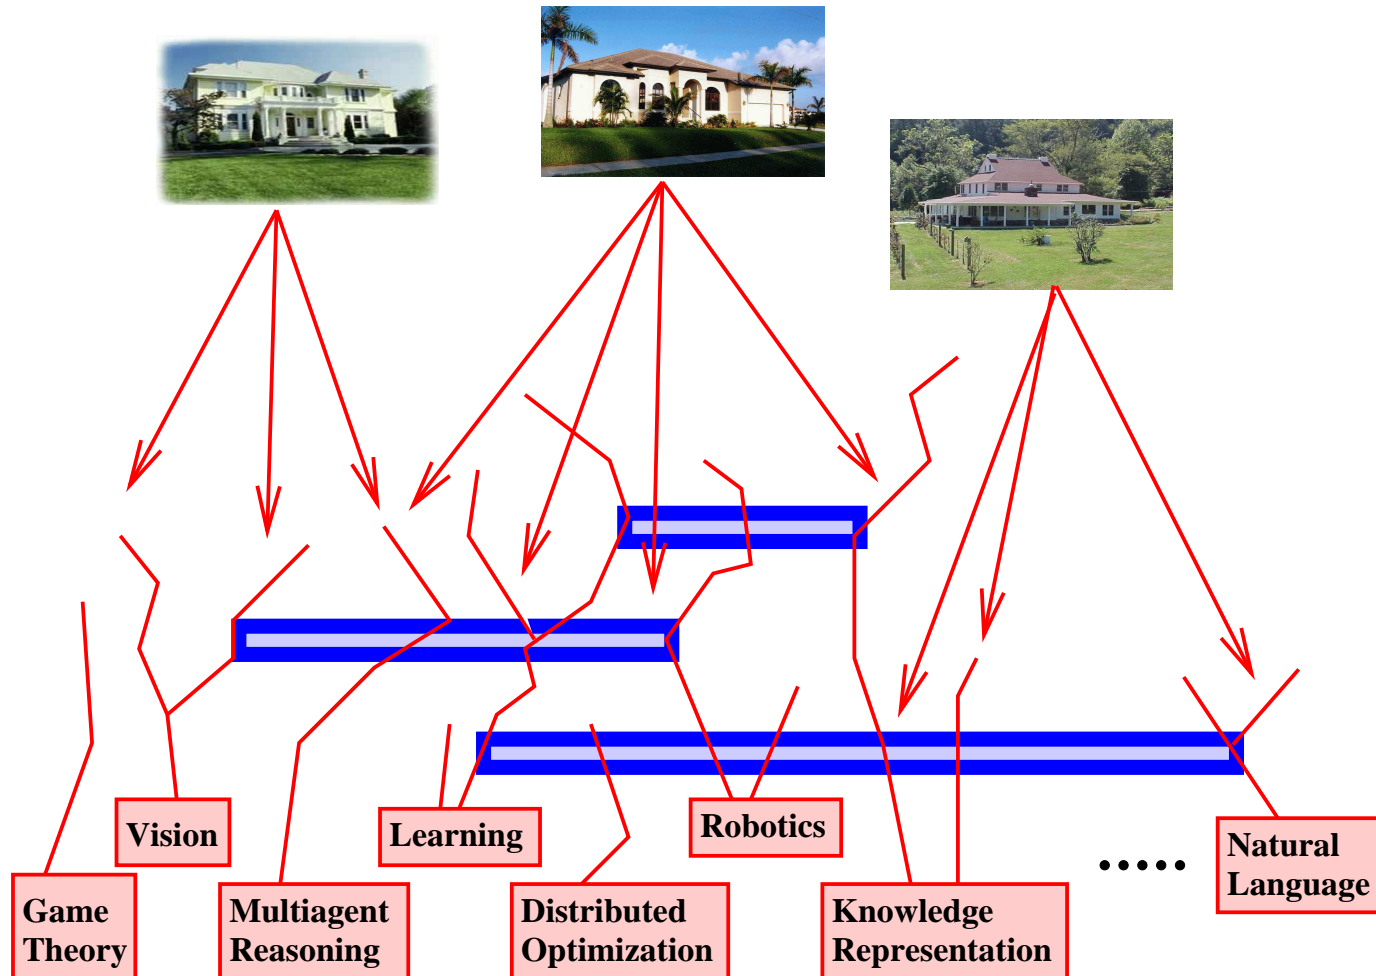 Vision
Learning
Robotics
Natural
Language
Game
Theory
Multiagent
Reasoning
Distributed
Optimization
Knowledge
Representation